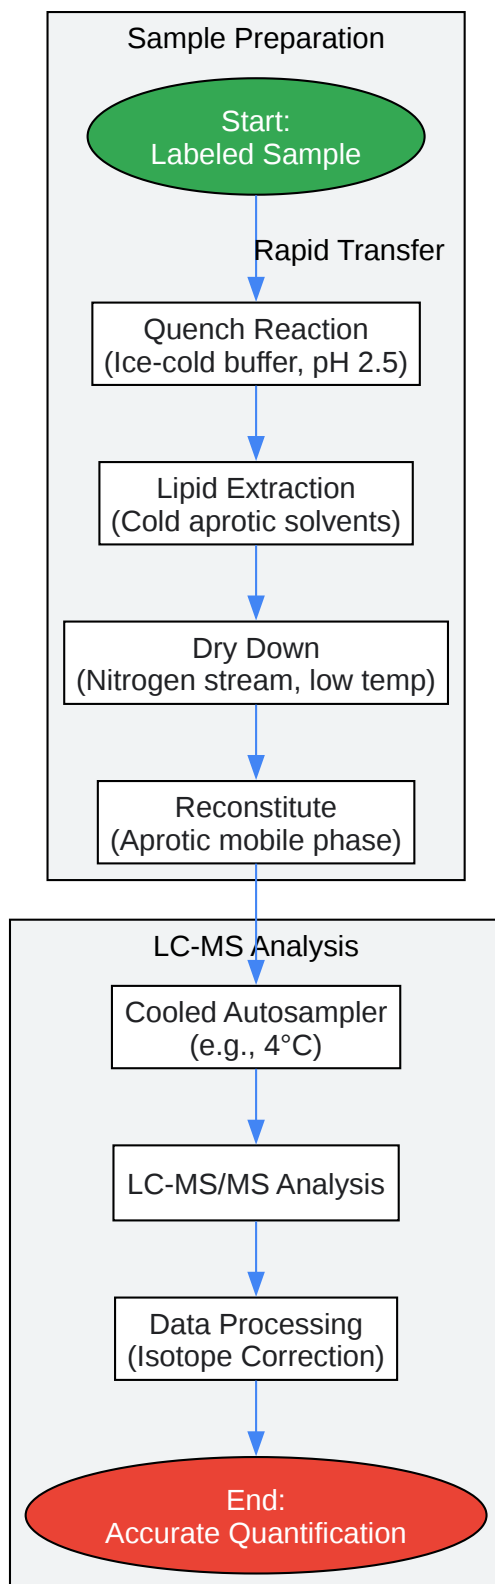 Sample Preparation
Start:
Labeled Sample
Rapid Transfer
Quench Reaction
(Ice-cold buffer, pH 2.5)
Lipid Extraction
(Cold aprotic solvents)
Dry Down
(Nitrogen stream, low temp)
Reconstitute
(Aprotic mobile phase)
LC-MS Analysis
Cooled Autosampler
(e.g., 4°C)
LC-MS/MS Analysis
Data Processing
(Isotope Correction)
End:
Accurate Quantification